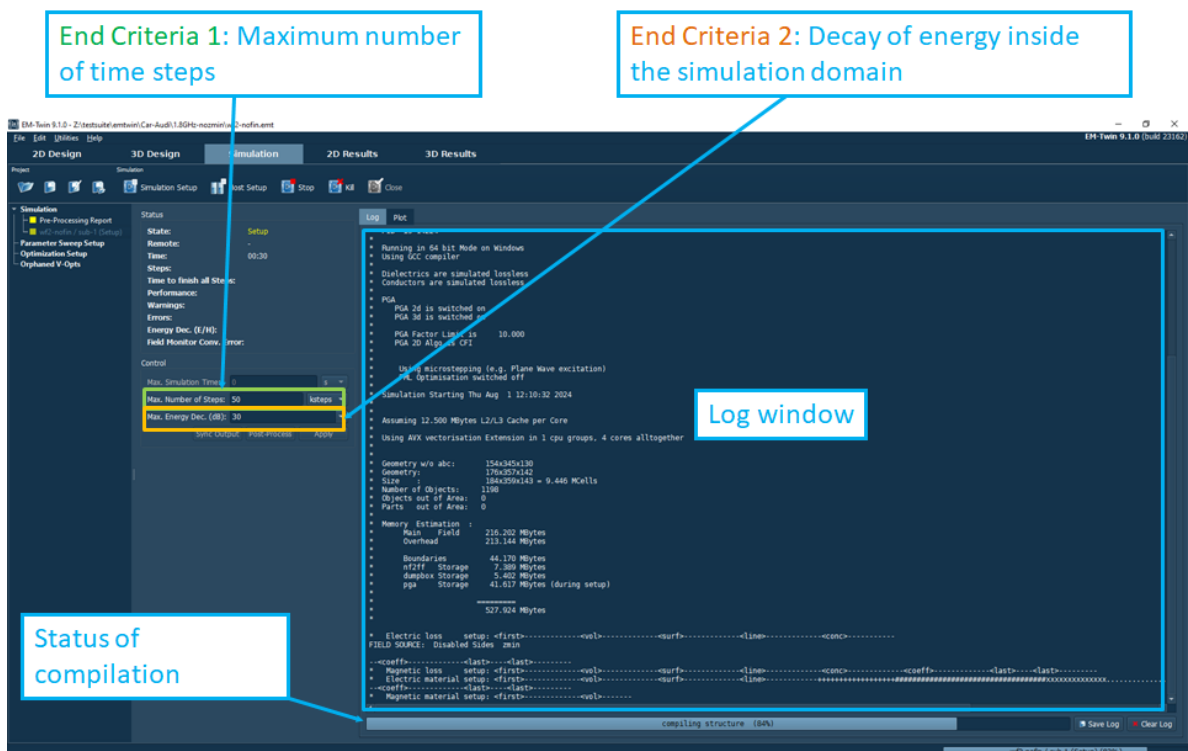 End Criteria 1: Maximum number
of time steps
End Criteria 2: Decay of energy inside
the simulation domain
EM-Twin 9.1.0 - Z:\testsuite\emtwin\Car-Audi\1.8GHz-nozmin\wf2-nofin.emt
File Edit Utilities Help
EM-Twin 9.1.0 (build 23162)
2D Design 3D Design Simulation 2D Results 3D Results
Project Simulation
Simulation Setup Host Setup Stop Kill Close
Simulation
Pre-Processing Report
wf2-nofin / sub-1 (Setup)
Parameter Sweep Setup
Optimization Setup
Orphaned V-Opts
Status
State: Setup
Remote: -
Time: 00:30
Steps:
Time to finish all Steps:
Performance:
Warnings:
Errors:
Energy Dec. (E/H):
Field Monitor Conv. Error:
Control
Max. Simulation Time: 0 s
Max. Number of Steps: 50 ksteps
Max. Energy Dec. (dB): 30
Sync Output Post-Process Apply
Log Plot
* Running in 64 bit Mode on Windows
* Using GCC compiler
*
* Dielectrics are simulated lossless
* Conductors are simulated lossless
*
* PGA
* PGA 2d is switched on
* PGA 3d is switched
*
* PGA Factor Limit is 10.000
* PGA 2D Algo is CFI
*
* Using microstepping (e.g. Plane Wave excitation)
* PML Optimisation switched off
*
* Simulation Starting Thu Aug 1 12:10:32 2024
*
* Assuming 12.500 MBytes L2/L3 Cache per Core
*
* Using AVX vectorisation Extension in 1 cpu groups, 4 cores alltogether
*
* Geometry w/o abc: 154x345x130
* Geometry: 176x357x142
* Size : 184x359x143 = 9.446 MCells
* Number of Objects: 1198
* Objects out of Area: 0
* Parts out of Area: 0
*
* Memory Estimation :
* Main Field 216.202 MBytes
* Overhead 213.144 MBytes
*
* Boundaries 44.170 MBytes
* nf2ff Storage 7.389 MBytes
* dumpbox Storage 5.402 MBytes
* pga Storage 41.617 MBytes (during setup)
*
* =========
* 527.924 MBytes
*
* Electric loss setup: <first>------------<vol>-------------<surf>-------------<line>-------------<conc>-----------
FIELD SOURCE: Disabled Sides zmin
--<coeff>-------------<last>----<last>---------
* Magnetic loss setup: <first>------------<vol>-------------<surf>-------------<line>-------------<conc>-------------<coeff>-------------<last>----<last>---------
* Electric material setup: <first>------------<vol>-------------<surf>-------------<line>------------
--<coeff>-------------<last>----<last>---------
* Magnetic material setup: <first>------------<vol>-------
Log window
Status of
compilation
compiling structure (84%)
Save Log Clear Log